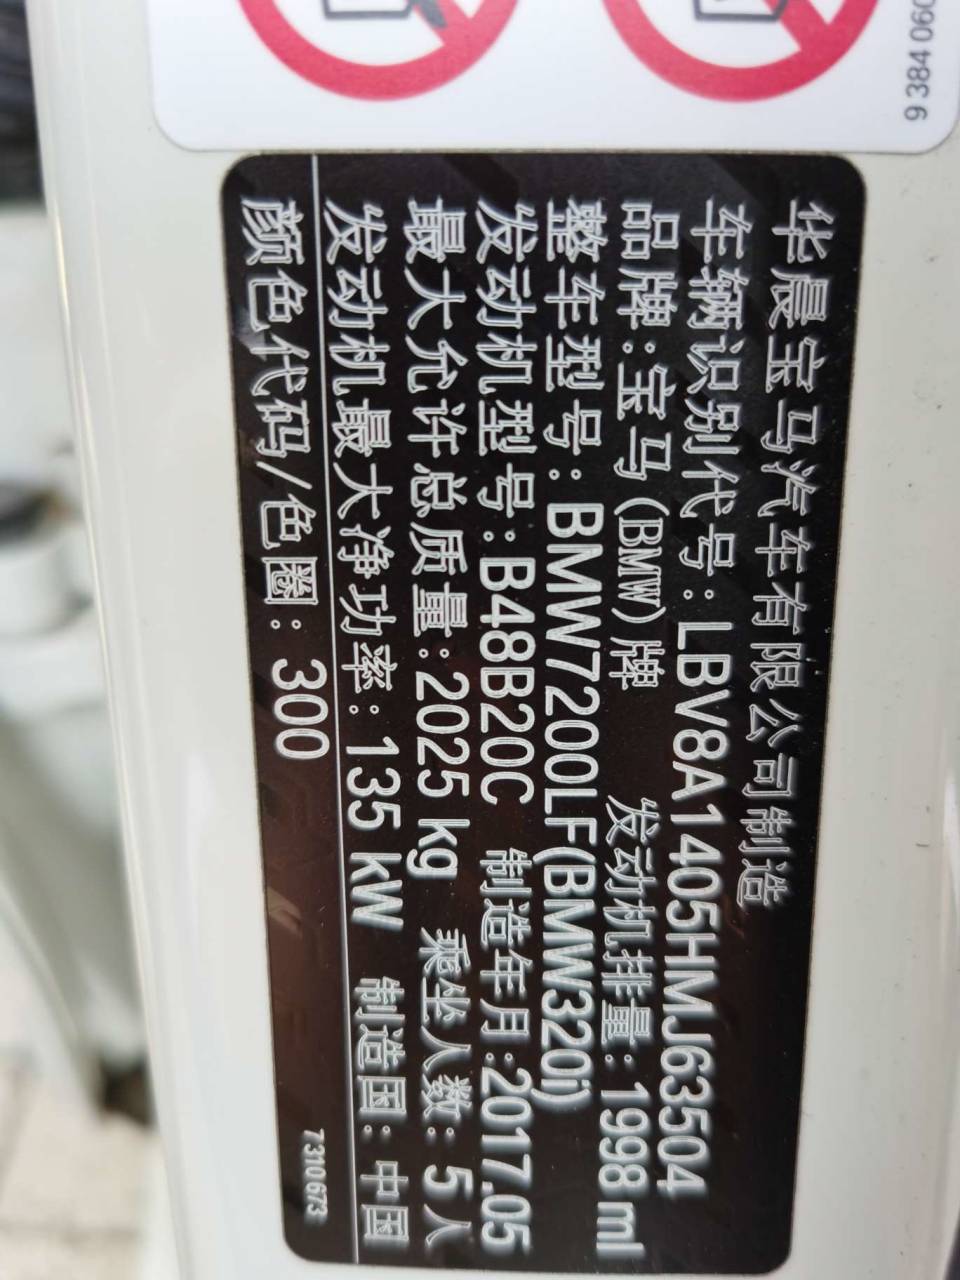 9 384 060
华晨宝马汽车有限公司制造
车辆识别代号:LBV8A1405HMJ63504
品牌:宝马(BMW)牌 发动机排量:1998 ml
整车型号:BMW7200LF(BMW320i)
发动机型号:B48B20C 制造年月:2017.05
最大允许总质量:2025 kg 乘坐人数:5人
发动机最大净功率:135 kW 制造国:中国
颜色代码/色圈:300
7 310 673